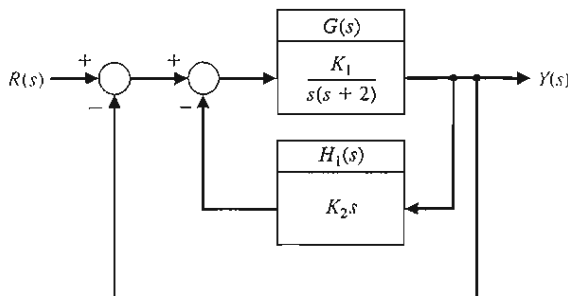 G(s)
R(s) + − + − K₁ / s(s + 2) Y(s)
H₁(s)
K₂s